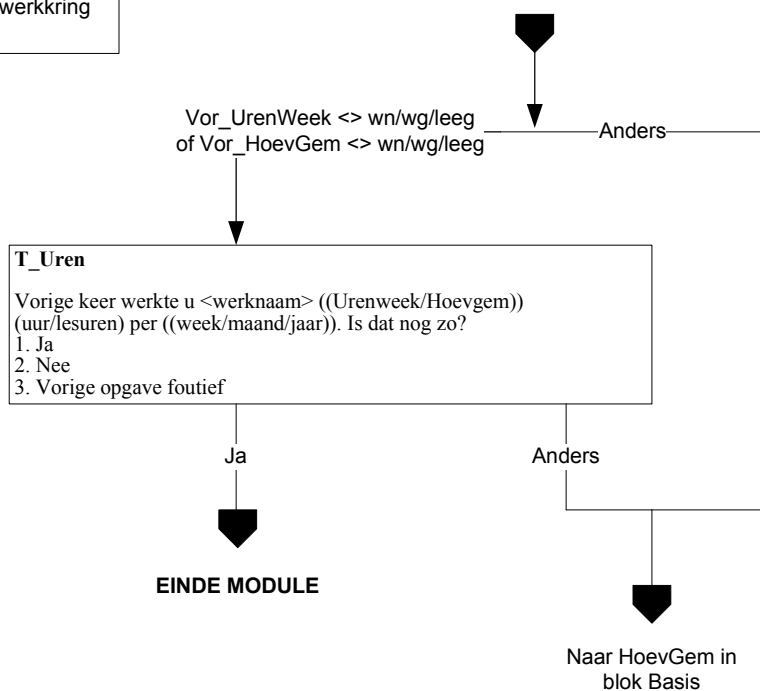 werkkring
Vor_UrenWeek <> wn/wg/leeg
of Vor_HoevGem <> wn/wg/leeg
Anders
T_Uren
Vorige keer werkte u <werknaam> ((Urenweek/Hoevgem))
(uur/lesuren) per ((week/maand/jaar)). Is dat nog zo?
1. Ja
2. Nee
3. Vorige opgave foutief
Ja
Anders
EINDE MODULE
Naar HoevGem in
blok Basis